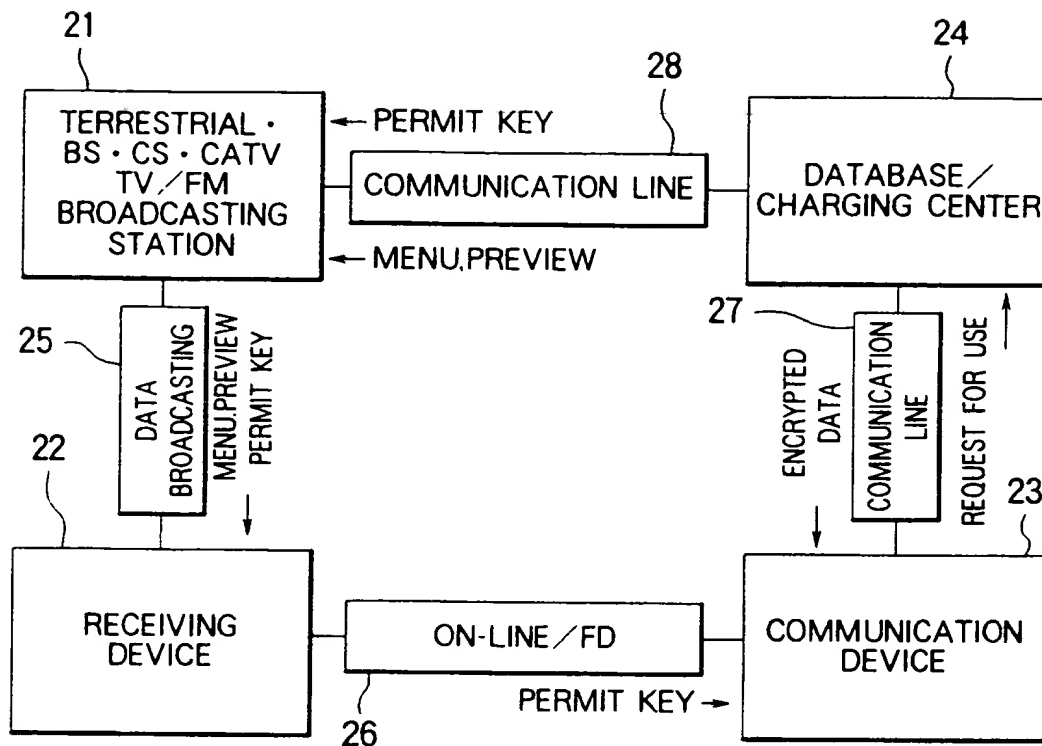 21
24
28
TERRESTRIAL・
BS・CS・CATV
TV/FM
BROADCASTING
STATION
← PERMIT KEY
COMMUNICATION LINE
← MENU.PREVIEW
DATABASE/
CHARGING CENTER
25
DATA
BROADCASTING
MENU.PREVIEW
PERMIT KEY
27
ENCRYPTED
DATA
COMMUNICATION
LINE
REQUEST FOR USE
22
23
RECEIVING
DEVICE
ON-LINE/FD
COMMUNICATION
DEVICE
PERMIT KEY →
26